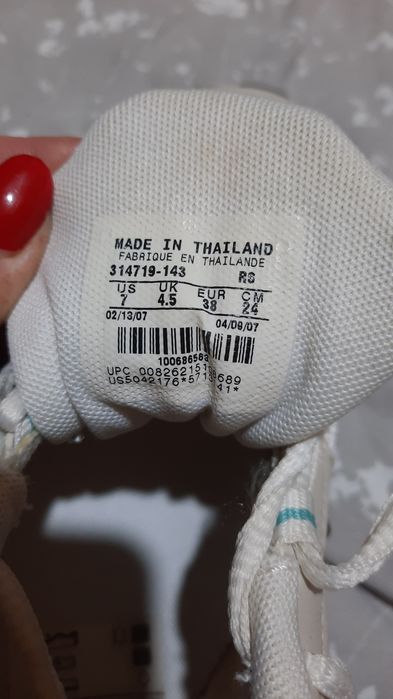 MADE IN THAILAND
FABRIQUE EN THAILANDE
314719-143 RS
US UK EUR CM
7 4.5 38 24
02/13/07 04/09/07
UPC